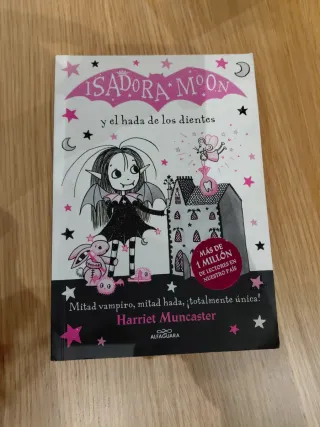 ISADORA MOON
y el hada de los dientes
MÁS DE
1 MILLÓN
DE LECTORES EN
NUESTRO PAÍS
Mitad vampiro, mitad hada, ¡totalmente única!
Harriet Muncaster
ALFAGUARA